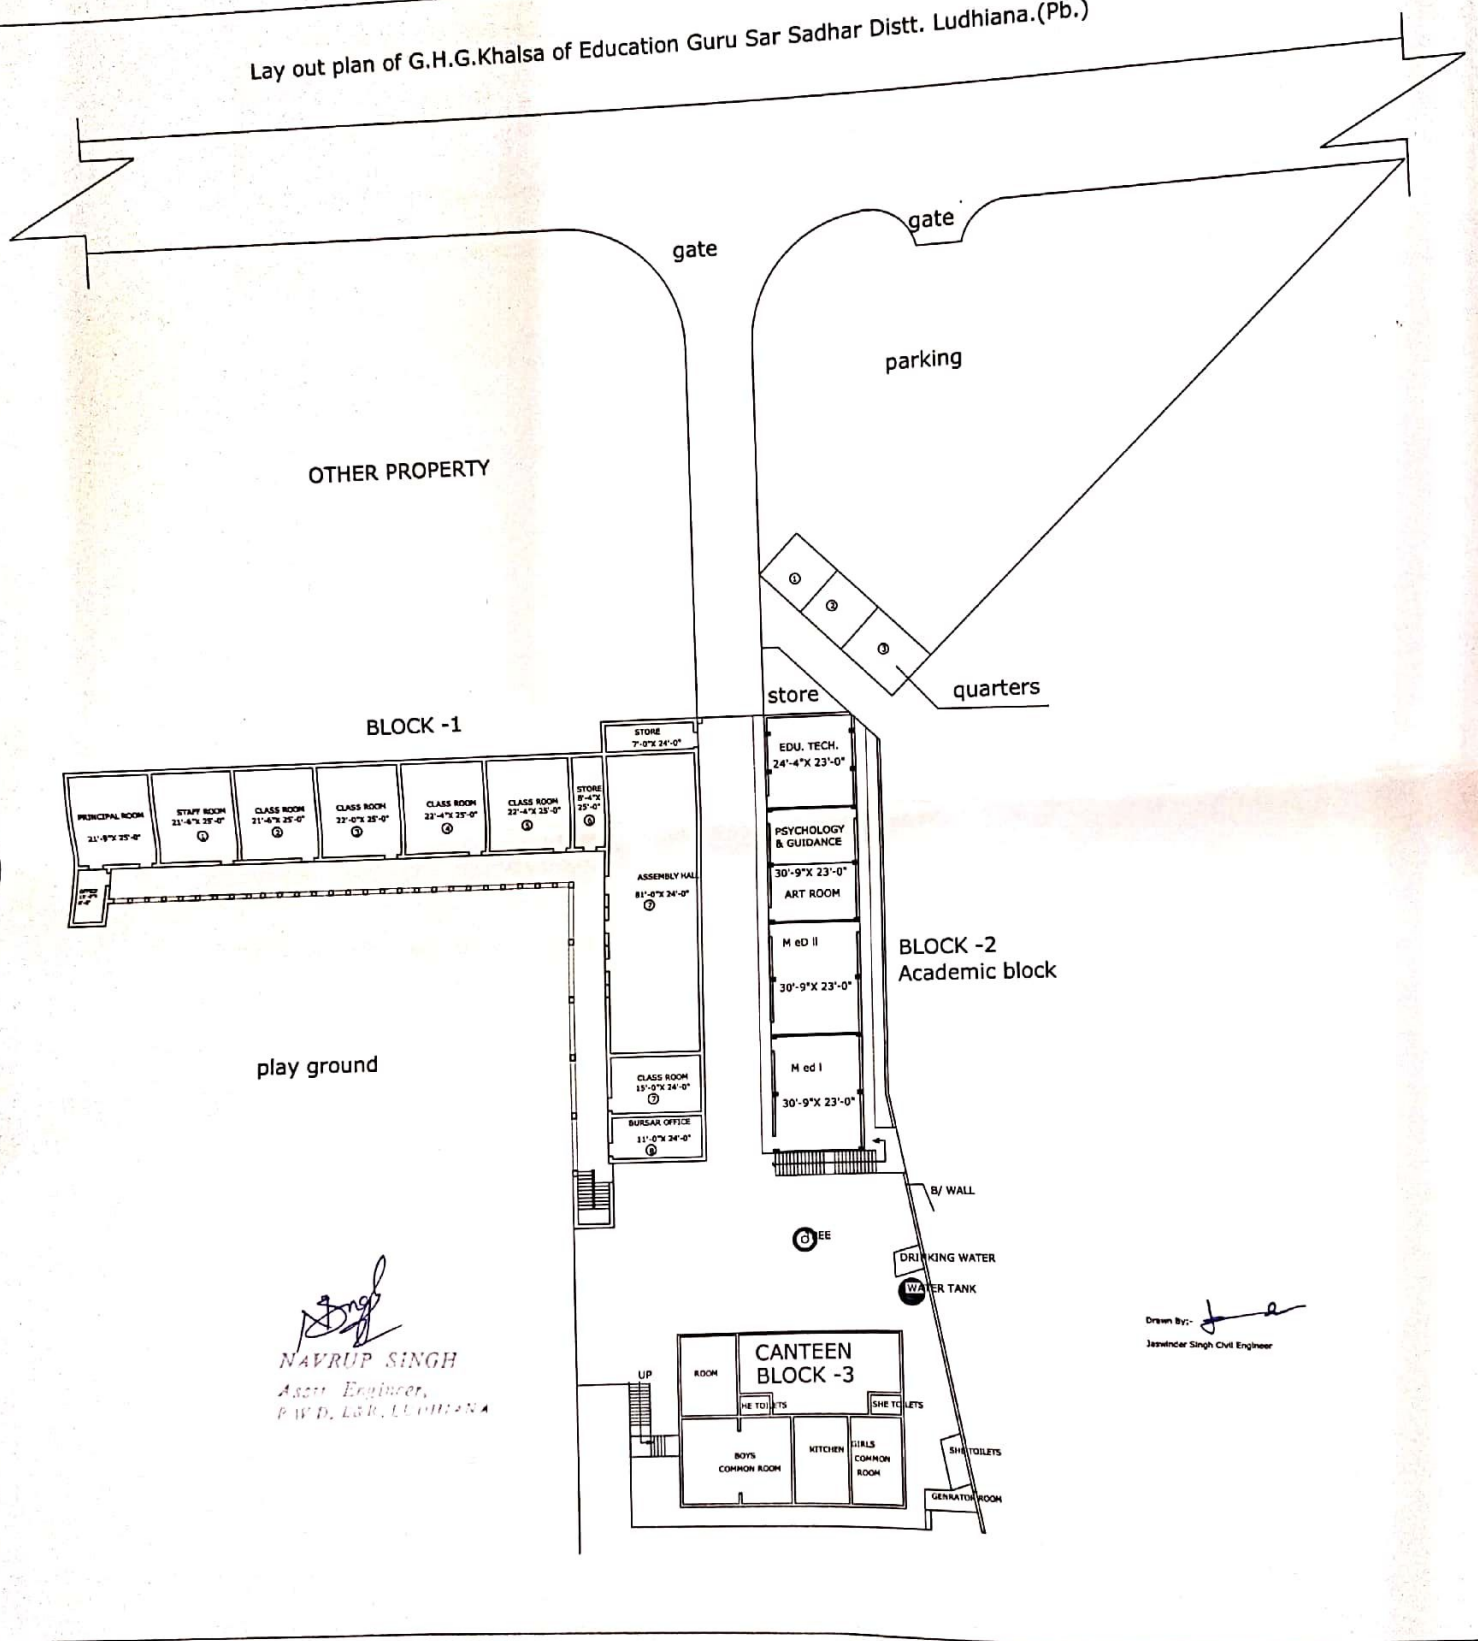 Lay out plan of G.H.G.Khalsa of Education Guru Sar Sadhar Distt. Ludhiana.(Pb.)
gate
gate
parking
OTHER PROPERTY
1
2
3
quarters
store
BLOCK -1
STORE
7'-0"X 24'-0"
EDU. TECH.
24'-4"X 23'-0"
PRINCIPAL ROOM
21'-9"X 25'-0"
STAFF ROOM
21'-6"X 25'-0"
1
CLASS ROOM
21'-6"X 25'-0"
2
CLASS ROOM
22'-0"X 25'-0"
3
CLASS ROOM
22'-4"X 25'-0"
4
CLASS ROOM
22'-4"X 25'-0"
5
STORE
8'-4"X
25'-0"
6
PSYCHOLOGY
& GUIDANCE
30'-9"X 23'-0"
ART ROOM
ASSEMBLY HALL
81'-0"X 24'-0"
7
M eD II
30'-9"X 23'-0"
BLOCK -2
Academic block
play ground
M ed I
30'-9"X 23'-0"
CLASS ROOM
15'-0"X 24'-0"
7
BURSAR OFFICE
11'-0"X 24'-0"
8
B/ WALL
DRINKING WATER
WATER TANK
NAVRUP SINGH
Asstt Engineer,
P.W.D, L&R, LUDHIANA
Drawn By:-
Jaswinder Singh Civil Engineer
CANTEEN
BLOCK -3
UP
ROOM
HE TOILETS
SHE TOILETS
BOYS
COMMON ROOM
KITCHEN
GIRLS
COMMON
ROOM
SHE TOILETS
GENRATOR ROOM